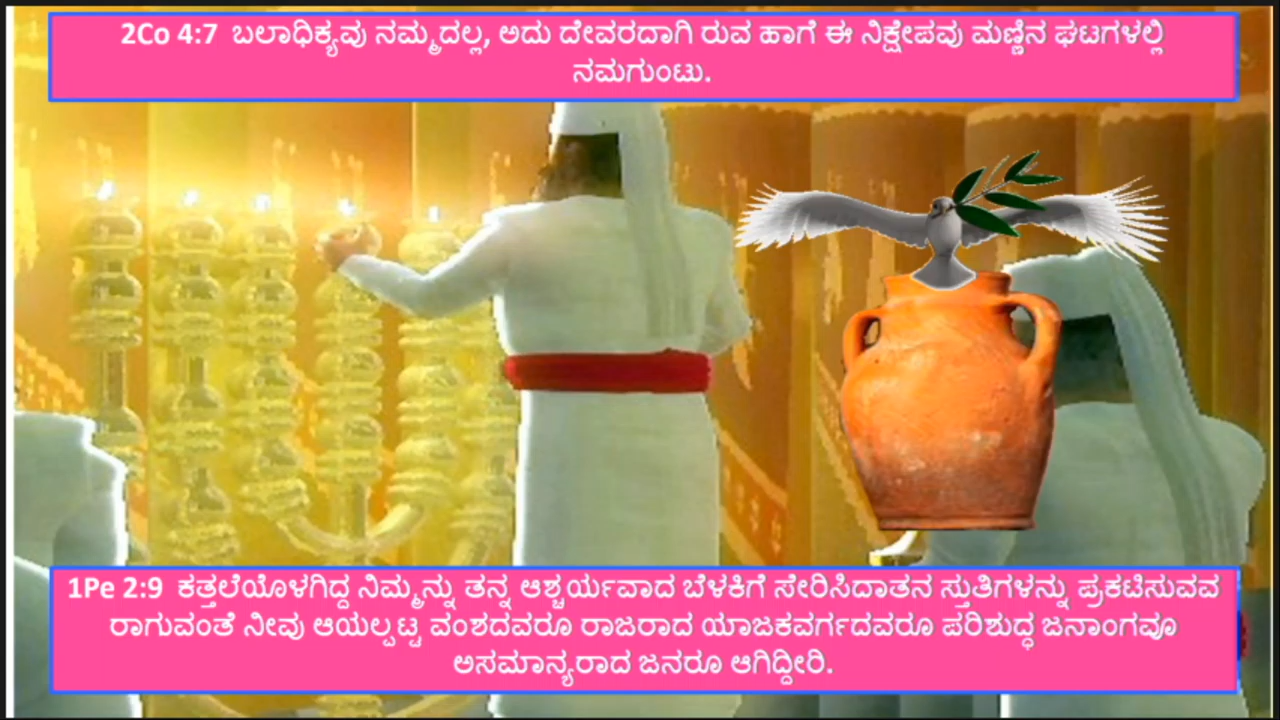 2Co 4:7 ಬಲಾಧಿಕ್ಯವು ನಮ್ಮದಲ್ಲ, ಅದು ದೇವರದಾಗಿ ರುವ ಹಾಗೆ ಈ ನಿಕ್ಷೇಪವು ಮಣ್ಣಿನ ಘಟಗಳಲ್ಲಿ
ನಮಗುಂಟು.
1Pe 2:9 ಕತ್ತಲೆಯೊಳಗಿದ್ದ ನಿಮ್ಮನ್ನು ತನ್ನ ಆಶ್ಚರ್ಯವಾದ ಬೆಳಕಿಗೆ ಸೇರಿಸಿದಾತನ ಸ್ತುತಿಗಳನ್ನು ಪ್ರಕಟಿಸುವವ
ರಾಗುವಂತೆ ನೀವು ಆಯಲ್ಪಟ್ಟ ವಂಶದವರೂ ರಾಜರಾದ ಯಾಜಕವರ್ಗದವರೂ ಪರಿಶುದ್ಧ ಜನಾಂಗವೂ
ಅಸಮಾನ್ಯರಾದ ಜನರೂ ಆಗಿದ್ದೀರಿ.